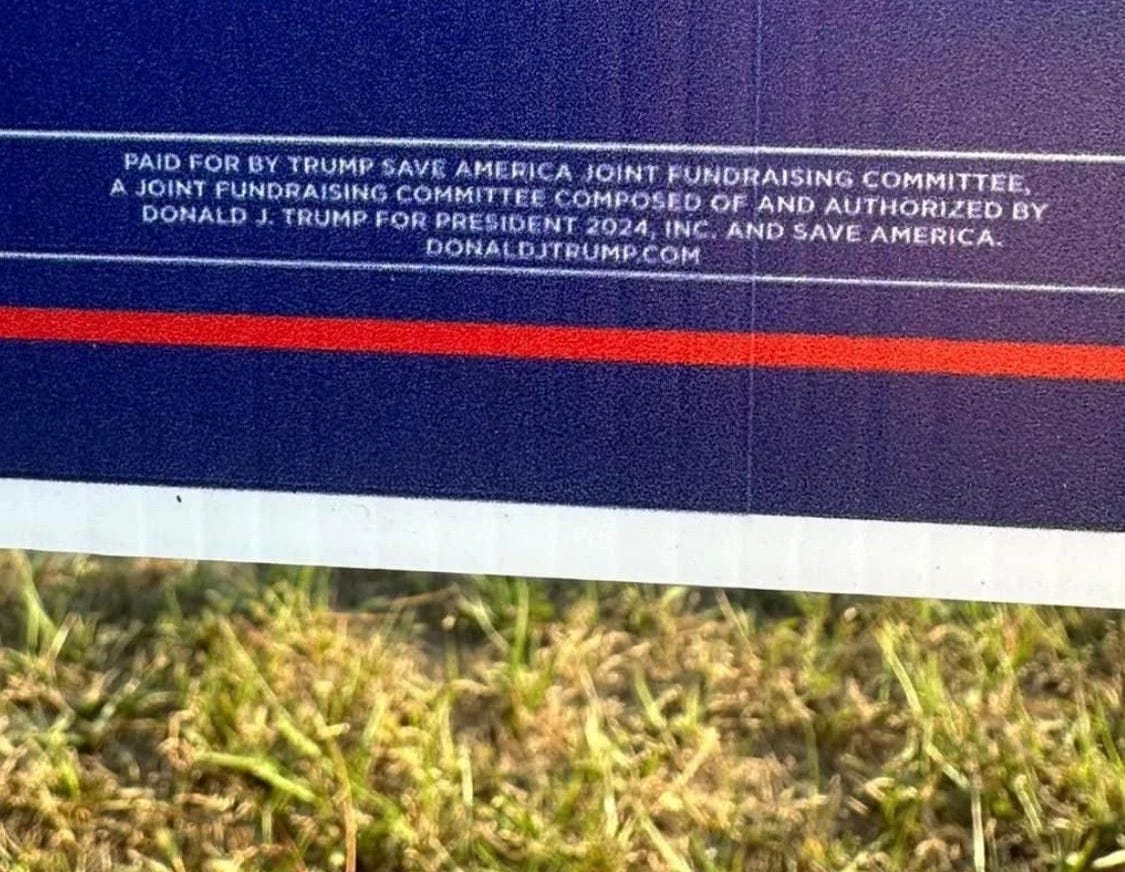 PAID FOR BY TRUMP SAVE AMERICA JOINT FUNDRAISING COMMITTEE,
A JOINT FUNDRAISING COMMITTEE COMPOSED OF AND AUTHORIZED BY
DONALD J. TRUMP FOR PRESIDENT 2024, INC. AND SAVE AMERICA.
DONALDJTRUMP.COM